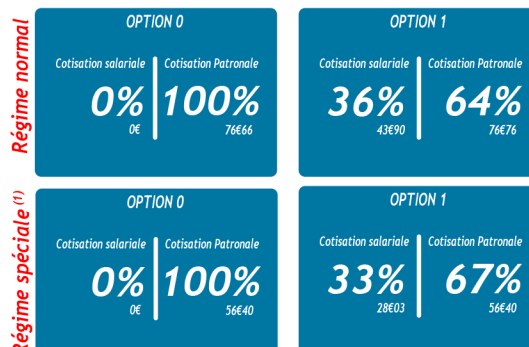 Régime normal
OPTION 0
Cotisation salariale
Cotisation Patronale
0%
100%
0€
76€66
OPTION 1
Cotisation salariale
Cotisation Patronale
36%
64%
43€90
76€76
Régime spéciale (1)
OPTION 0
Cotisation salariale
Cotisation Patronale
0%
100%
0€
56€40
OPTION 1
Cotisation salariale
Cotisation Patronale
33%
67%
28€03
56€40